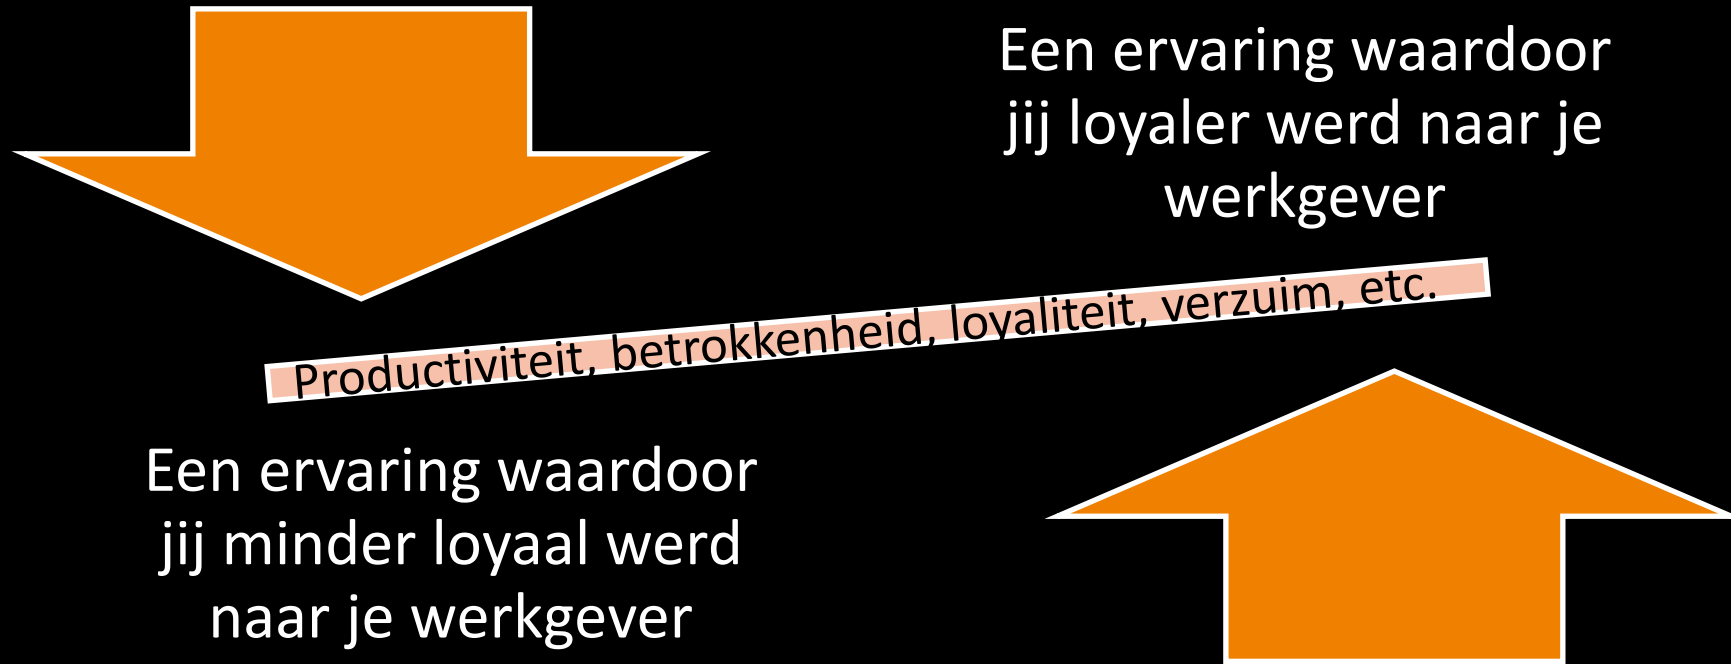 Een ervaring waardoor
jij loyaler werd naar je
werkgever
Productiviteit, betrokkenheid, loyaliteit, verzuim, etc.
Een ervaring waardoor
jij minder loyaal werd
naar je werkgever